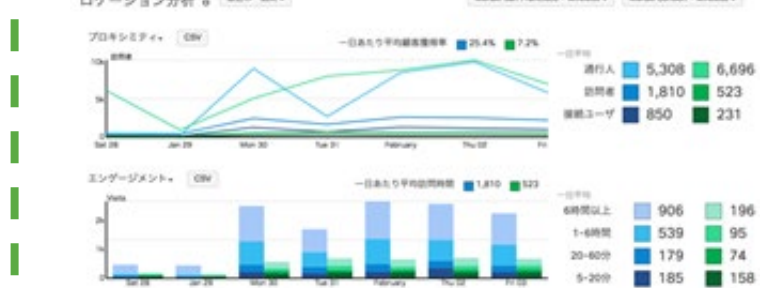 ロケーション分析
プロキシミティ
CSV
一日あたり平均顧客獲得率 25.4% 7.2%
訪問者
10k
5k
0
Sat 28 Jan 29 Mon 30 Tue 31 February Thu 02 Fri
一日平均
通行人 5,308 6,696
訪問者 1,810 523
接続ユーザ 850 231
エンゲージメント
CSV
一日あたり平均訪問時間 1,810 523
Visits
2k
1k
0
Sat 28 Jan 29 Mon 30 Tue 31 February Thu 02 Fri 03
一日平均
6時間以上 906 196
1-6時間 539 95
20-60分 179 74
5-20分 185 158